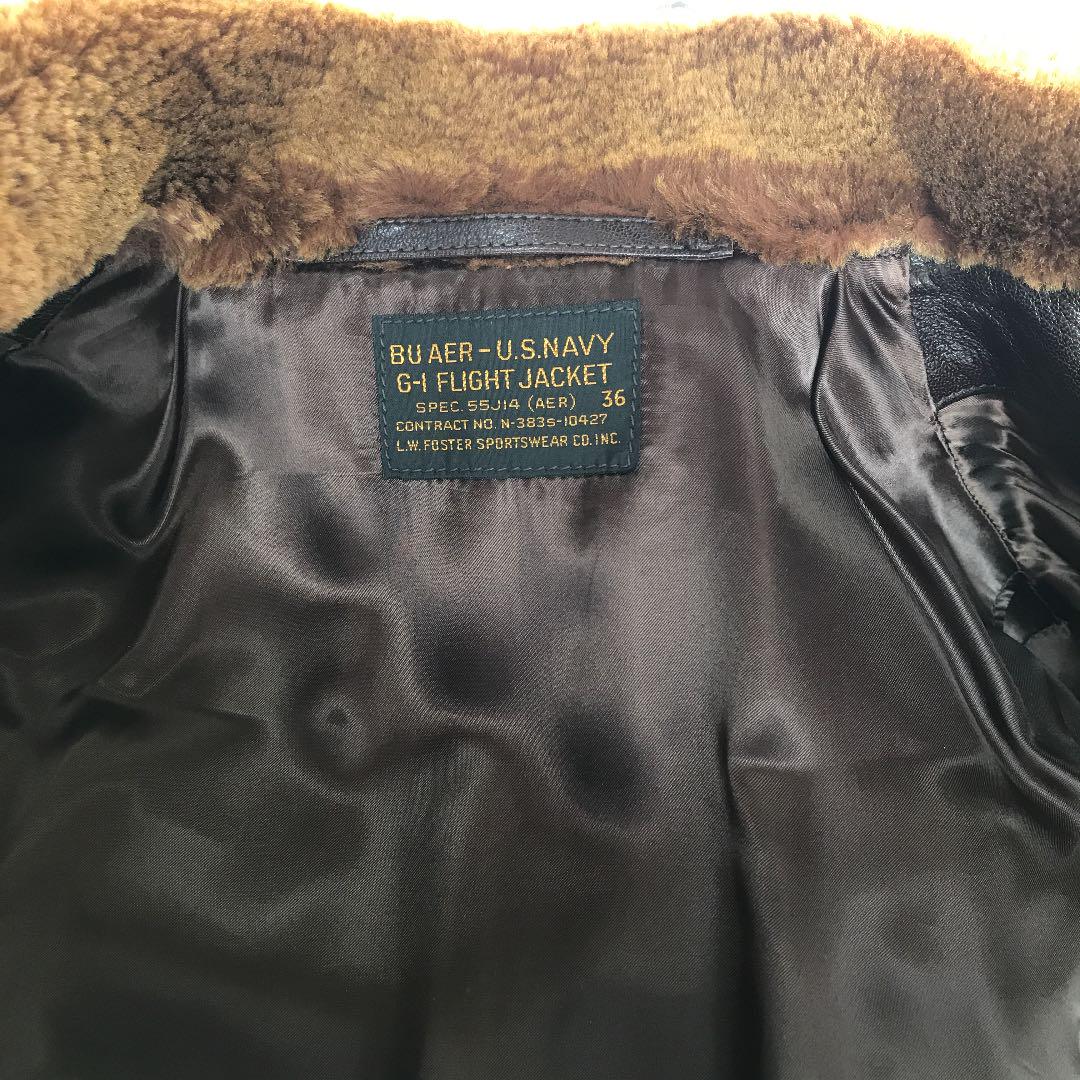 BU AER - U.S. NAVY
G-1 FLIGHT JACKET
SPEC. 55J14 (AER) 36
CONTRACT NO. N-383s-10427
L.W. FOSTER SPORTSWEAR CO. INC.